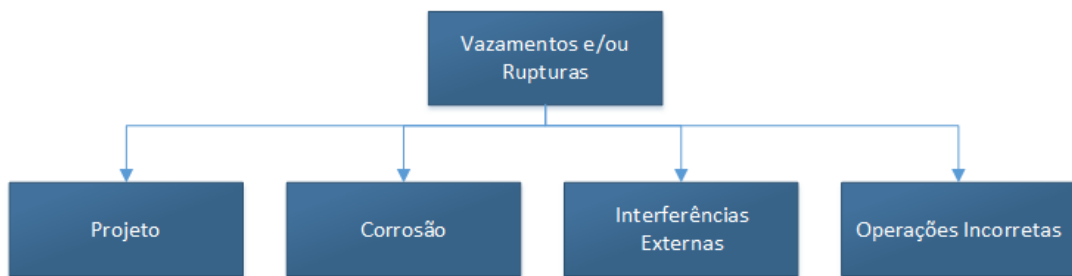 Vazamentos e/ou
Rupturas
Projeto
Corrosão
Interferências
Externas
Operações Incorretas